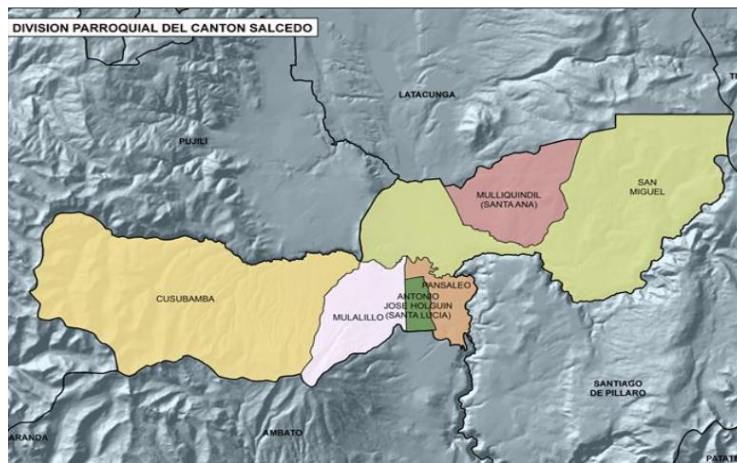 DIVISION PARROQUIAL DEL CANTON SALCEDO
LATACUNGA
PUJILI
MULLIQUINDIL
(SANTA ANA)
SAN
MIGUEL
CUSUBAMBA
PANSALEO
ANTONIO
JOSE HOLGUIN
(SANTA LUCIA)
MULALILLO
SANTIAGO
DE PILLARO
AMBATO
ARANDA
PATATE